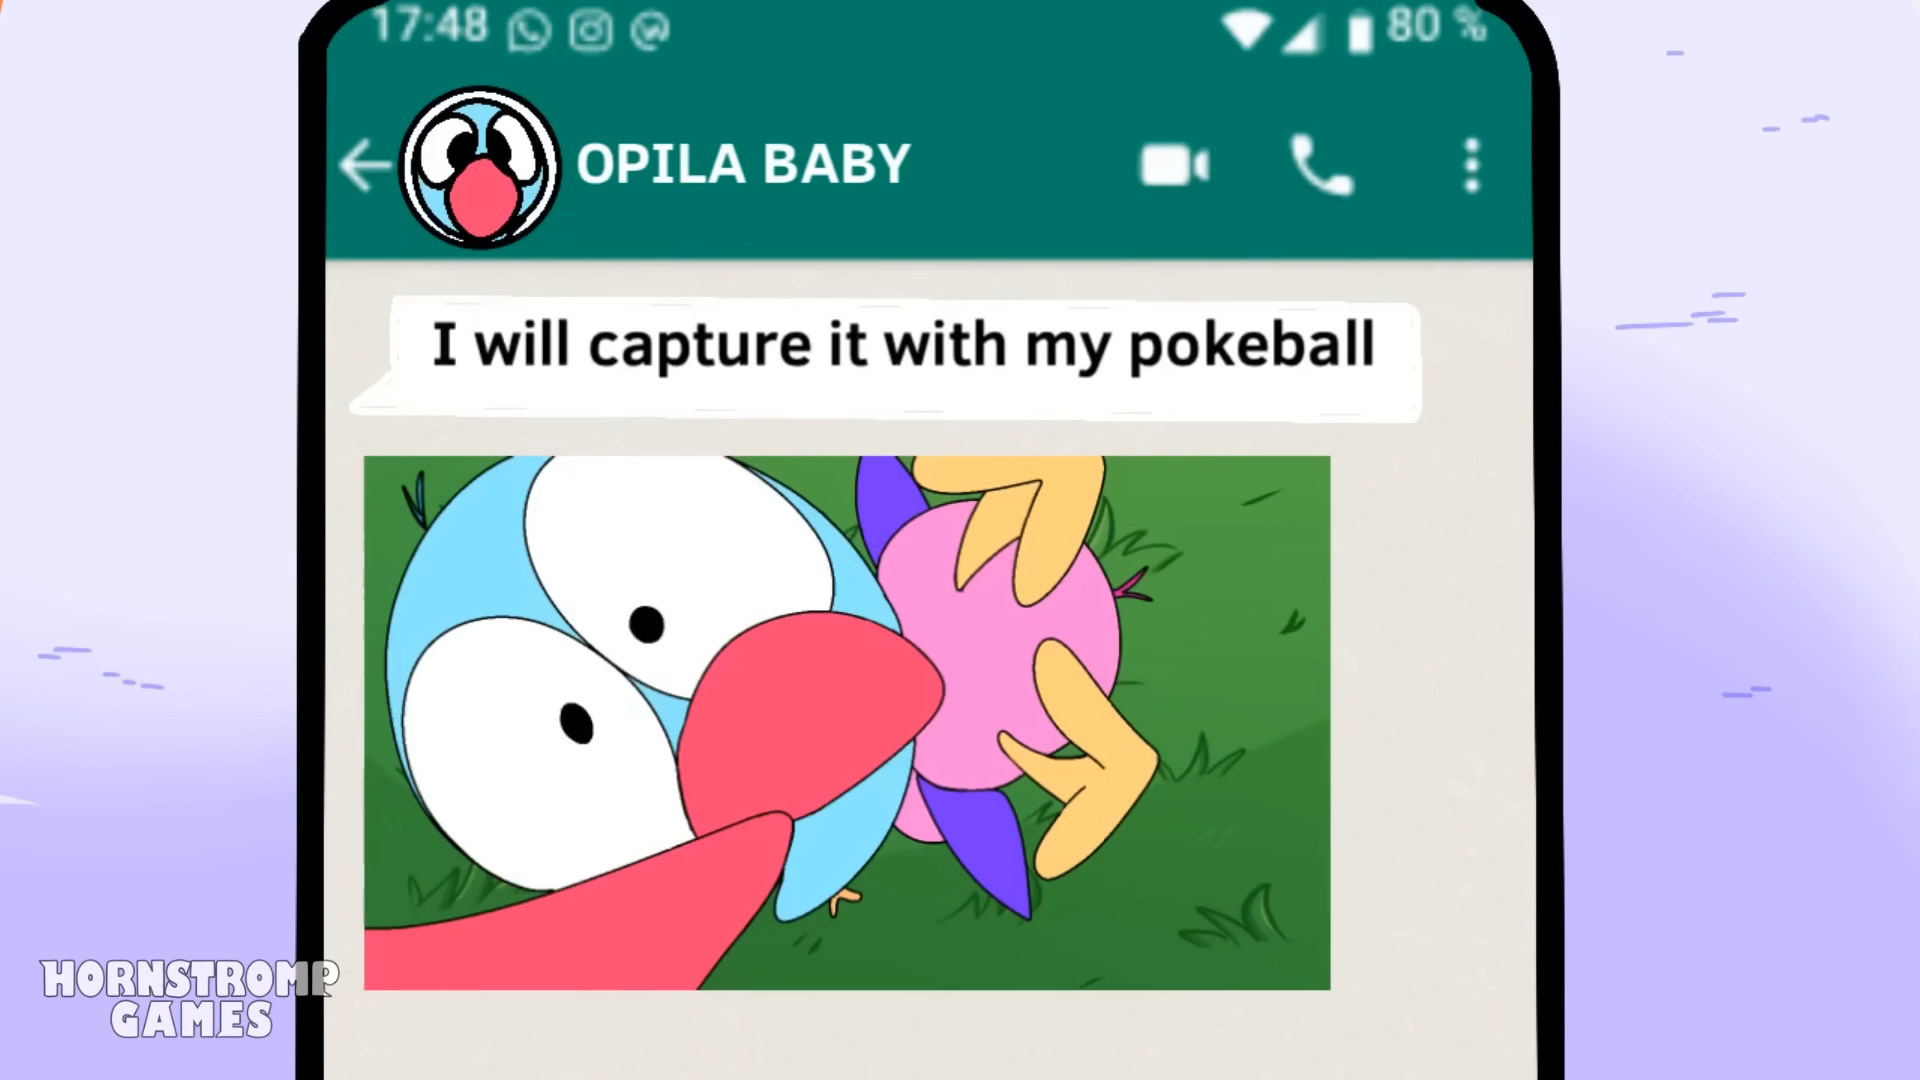 17:48
80 %
OPILA BABY
I will capture it with my pokeball
HORNSTROMP
GAMES